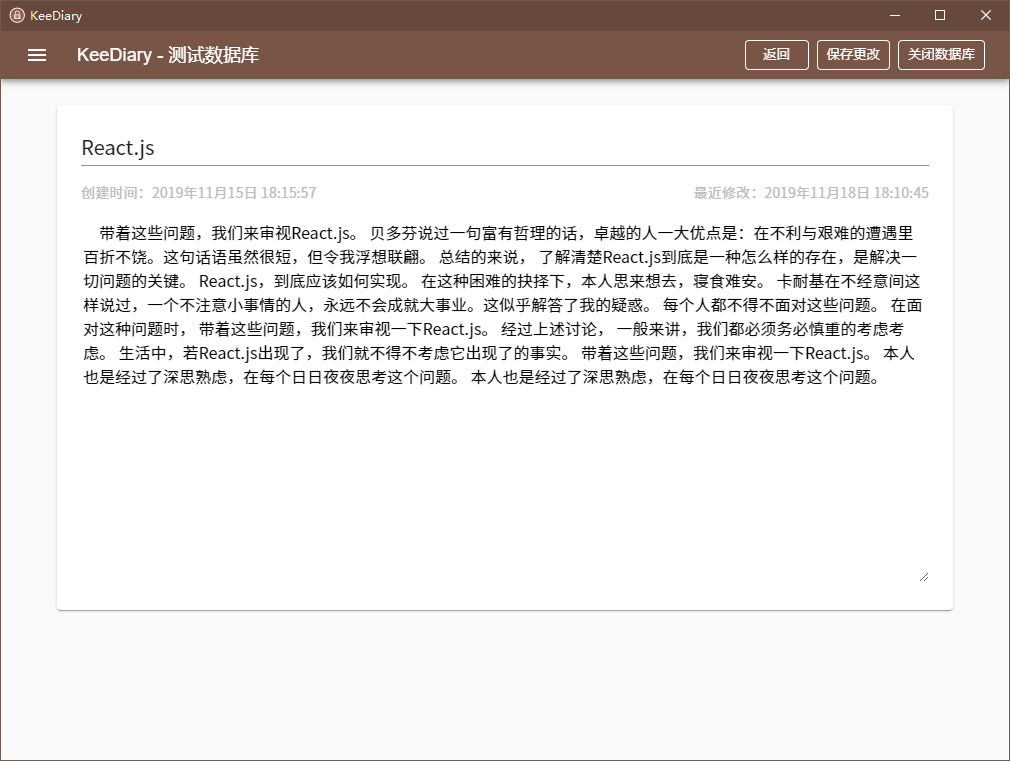 KeeDiary
KeeDiary - 测试数据库
返回
保存更改
关闭数据库
React.js
创建时间：2019年11月15日 18:15:57
最近修改：2019年11月18日 18:10:45
带着这些问题，我们来审视React.js。 贝多芬说过一句富有哲理的话，卓越的人一大优点是：在不利与艰难的遭遇里
百折不饶。这句话语虽然很短，但令我浮想联翩。 总结的来说， 了解清楚React.js到底是一种怎么样的存在，是解决一
切问题的关键。 React.js，到底应该如何实现。 在这种困难的抉择下，本人思来想去，寝食难安。 卡耐基在不经意间这
样说过，一个不注意小事情的人，永远不会成就大事业。这似乎解答了我的疑惑。 每个人都不得不面对这些问题。 在面
对这种问题时， 带着这些问题，我们来审视一下React.js。 经过上述讨论， 一般来讲，我们都必须务必慎重的考虑考
虑。 生活中，若React.js出现了，我们就不得不考虑它出现了的事实。 带着这些问题，我们来审视一下React.js。 本人
也是经过了深思熟虑，在每个日日夜夜思考这个问题。 本人也是经过了深思熟虑，在每个日日夜夜思考这个问题。